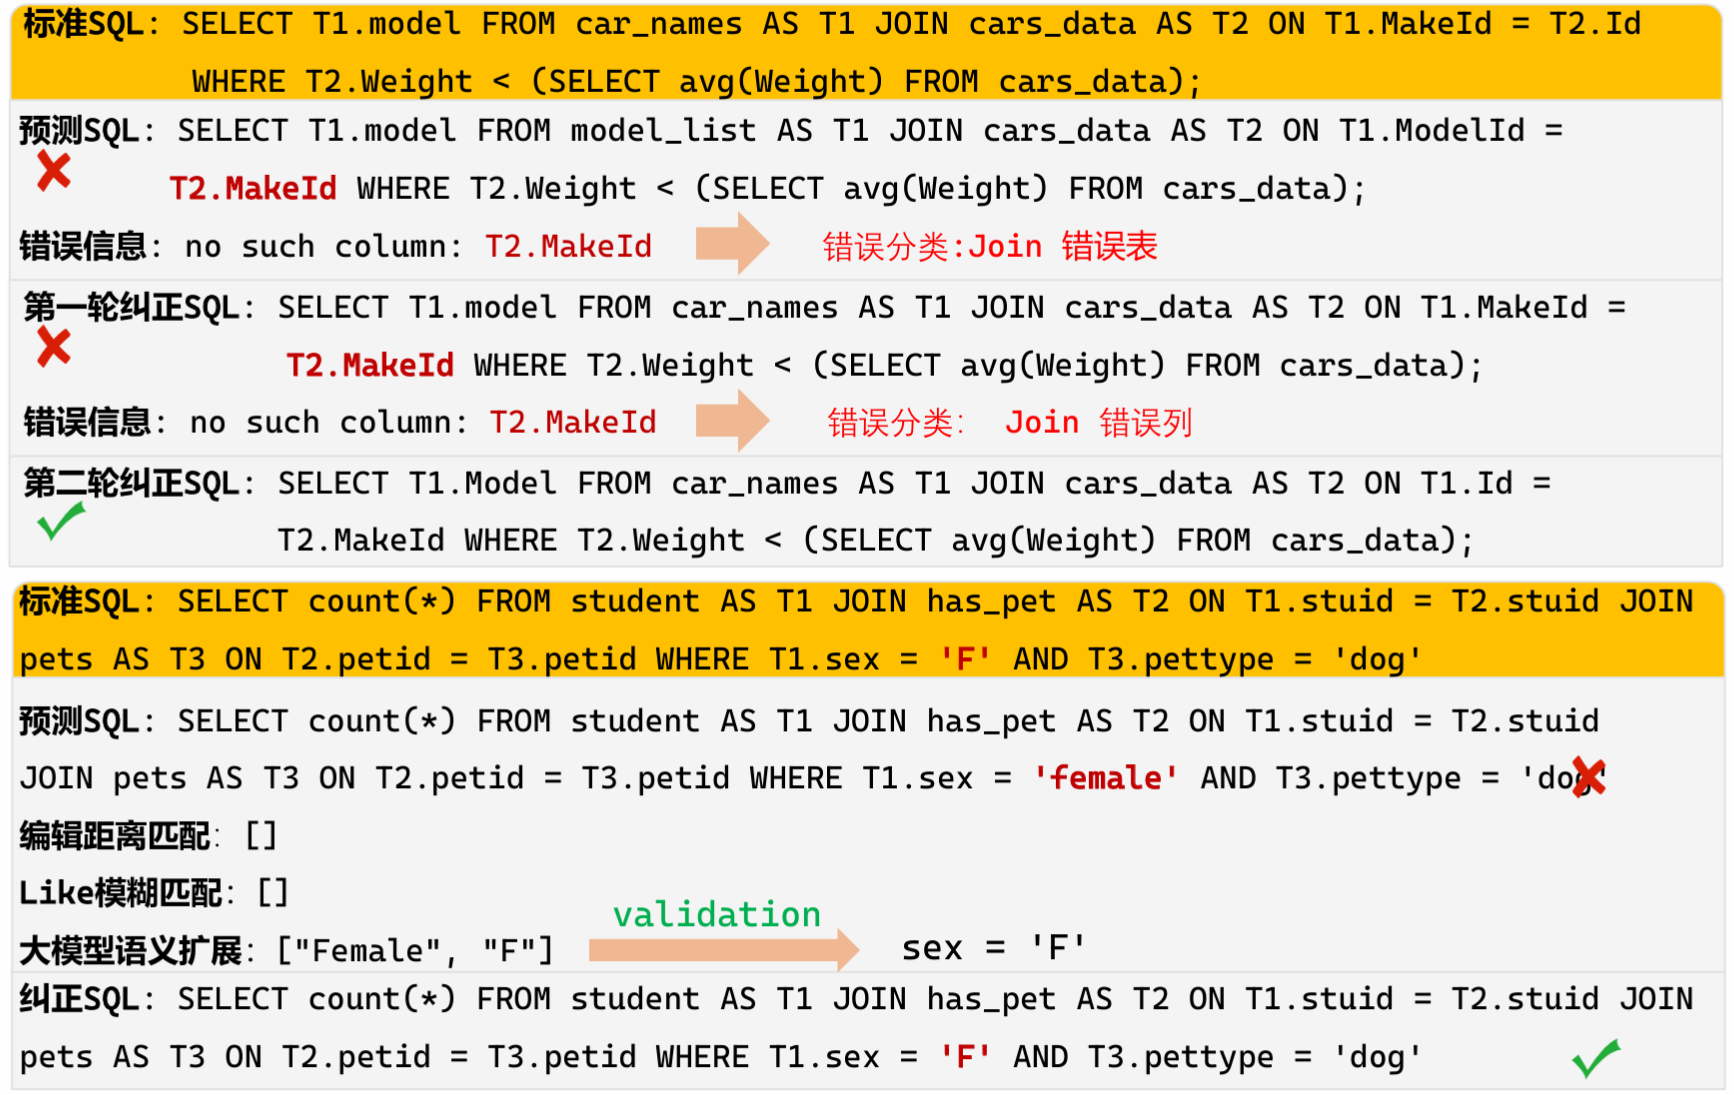 标准SQL: SELECT T1.model FROM car_names AS T1 JOIN cars_data AS T2 ON T1.MakeId = T2.Id
WHERE T2.Weight < (SELECT avg(Weight) FROM cars_data);
预测SQL: SELECT T1.model FROM model_list AS T1 JOIN cars_data AS T2 ON T1.ModelId =
T2.MakeId WHERE T2.Weight < (SELECT avg(Weight) FROM cars_data);
错误信息: no such column: T2.MakeId 错误分类:Join 错误表
第一轮纠正SQL: SELECT T1.model FROM car_names AS T1 JOIN cars_data AS T2 ON T1.MakeId =
T2.MakeId WHERE T2.Weight < (SELECT avg(Weight) FROM cars_data);
错误信息: no such column: T2.MakeId 错误分类: Join 错误列
第二轮纠正SQL: SELECT T1.Model FROM car_names AS T1 JOIN cars_data AS T2 ON T1.Id =
T2.MakeId WHERE T2.Weight < (SELECT avg(Weight) FROM cars_data);
标准SQL: SELECT count(*) FROM student AS T1 JOIN has_pet AS T2 ON T1.stuid = T2.stuid JOIN
pets AS T3 ON T2.petid = T3.petid WHERE T1.sex = 'F' AND T3.pettype = 'dog'
预测SQL: SELECT count(*) FROM student AS T1 JOIN has_pet AS T2 ON T1.stuid = T2.stuid
JOIN pets AS T3 ON T2.petid = T3.petid WHERE T1.sex = 'female' AND T3.pettype = 'dog'
编辑距离匹配: []
Like模糊匹配: []
validation
大模型语义扩展: ["Female", "F"] sex = 'F'
纠正SQL: SELECT count(*) FROM student AS T1 JOIN has_pet AS T2 ON T1.stuid = T2.stuid JOIN
pets AS T3 ON T2.petid = T3.petid WHERE T1.sex = 'F' AND T3.pettype = 'dog'